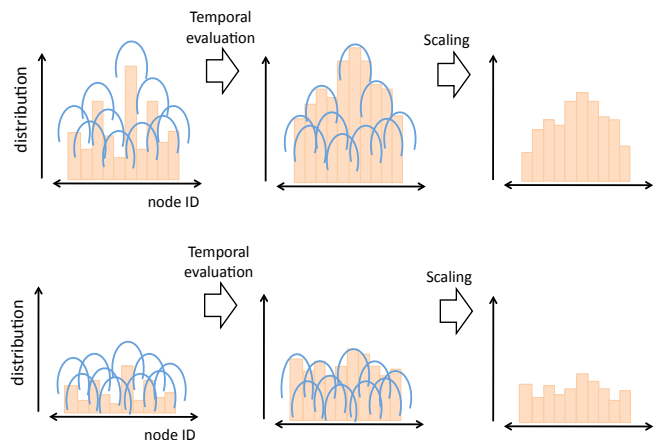 Temporal
evaluation
Scaling
distribution
node ID
Temporal
evaluation
Scaling
distribution
node ID